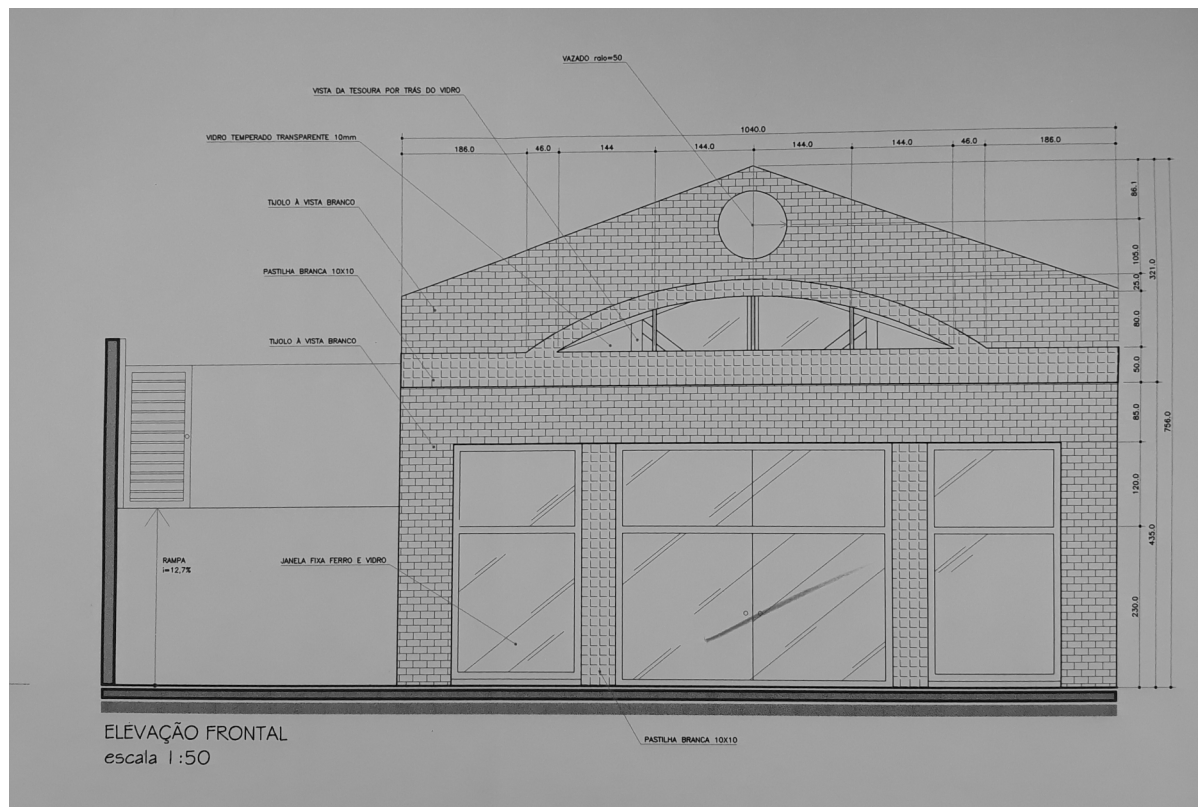 VAZADO raio=50
VISTA DA TESOURA POR TRÁS DO VIDRO
VIDRO TEMPERADO TRANSPARENTE 10mm
1040.0
186.0 46.0 144 144.0 144.0 144.0 46.0 186.0
TIJOLO À VISTA BRANCO
PASTILHA BRANCA 10X10
TIJOLO À VISTA BRANCO
86.1
105.0
25.0
80.0
50.0
85.0
120.0
230.0
321.0
435.0
756.0
RAMPA
i=12,7%
JANELA FIXA FERRO E VIDRO
PASTILHA BRANCA 10X10
ELEVAÇÃO FRONTAL
escala 1:50